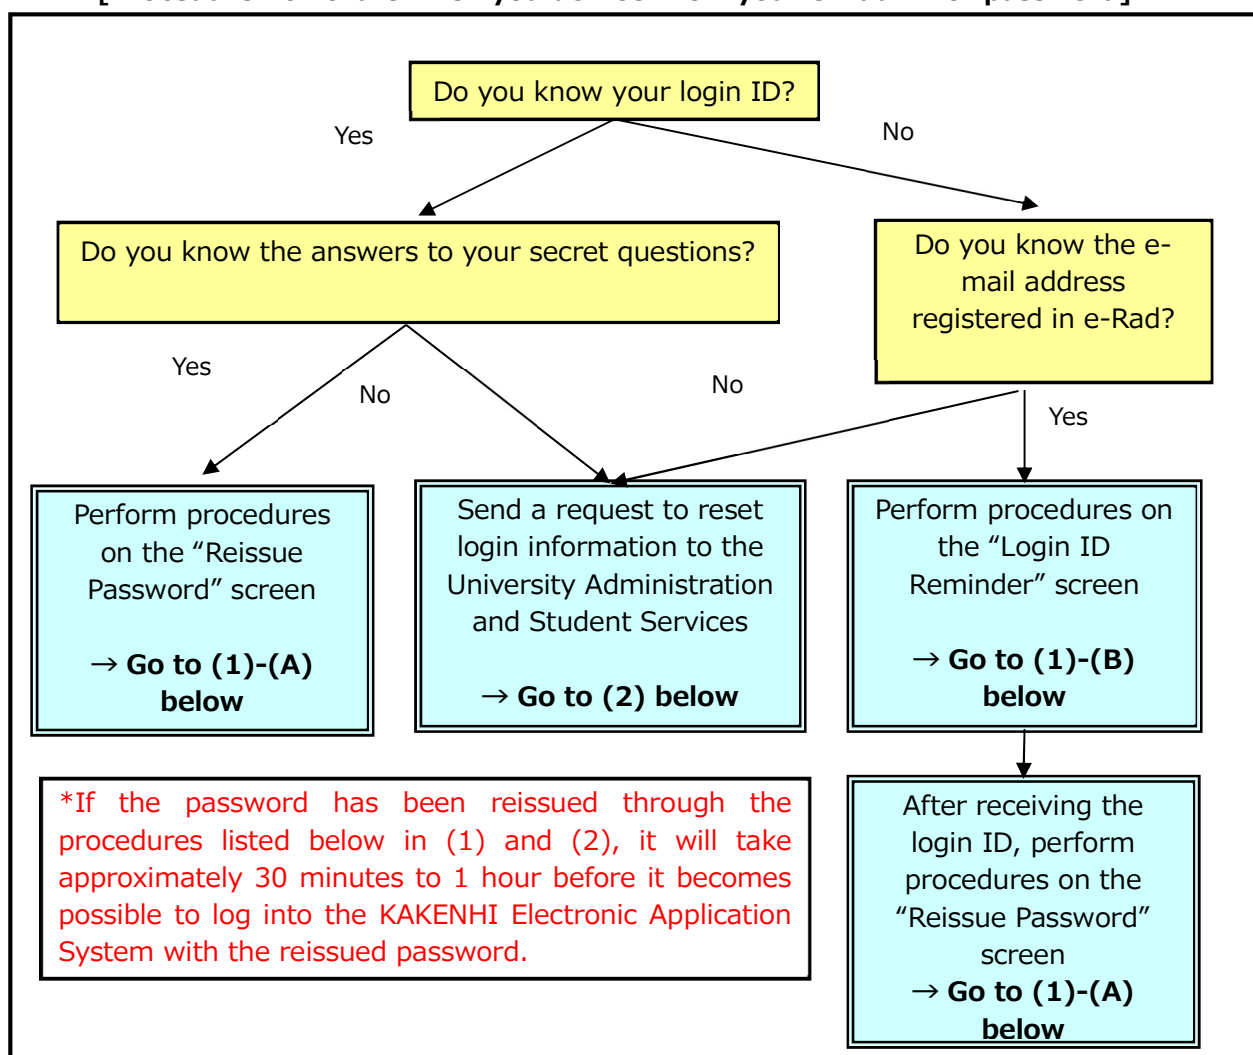 Do you know your login ID?
Yes
No
Do you know the answers to your secret questions?
Do you know the e-
mail address
registered in e-Rad?
Yes
No
No
Yes
Perform procedures
on the “Reissue
Password” screen
→ Go to (1)-(A)
below
Send a request to reset
login information to the
University Administration
and Student Services
→ Go to (2) below
Perform procedures on
the “Login ID
Reminder” screen
→ Go to (1)-(B)
below
*If the password has been reissued through the
procedures listed below in (1) and (2), it will take
approximately 30 minutes to 1 hour before it becomes
possible to log into the KAKENHI Electronic Application
System with the reissued password.
After receiving the
login ID, perform
procedures on the
“Reissue Password”
screen
→ Go to (1)-(A)
below